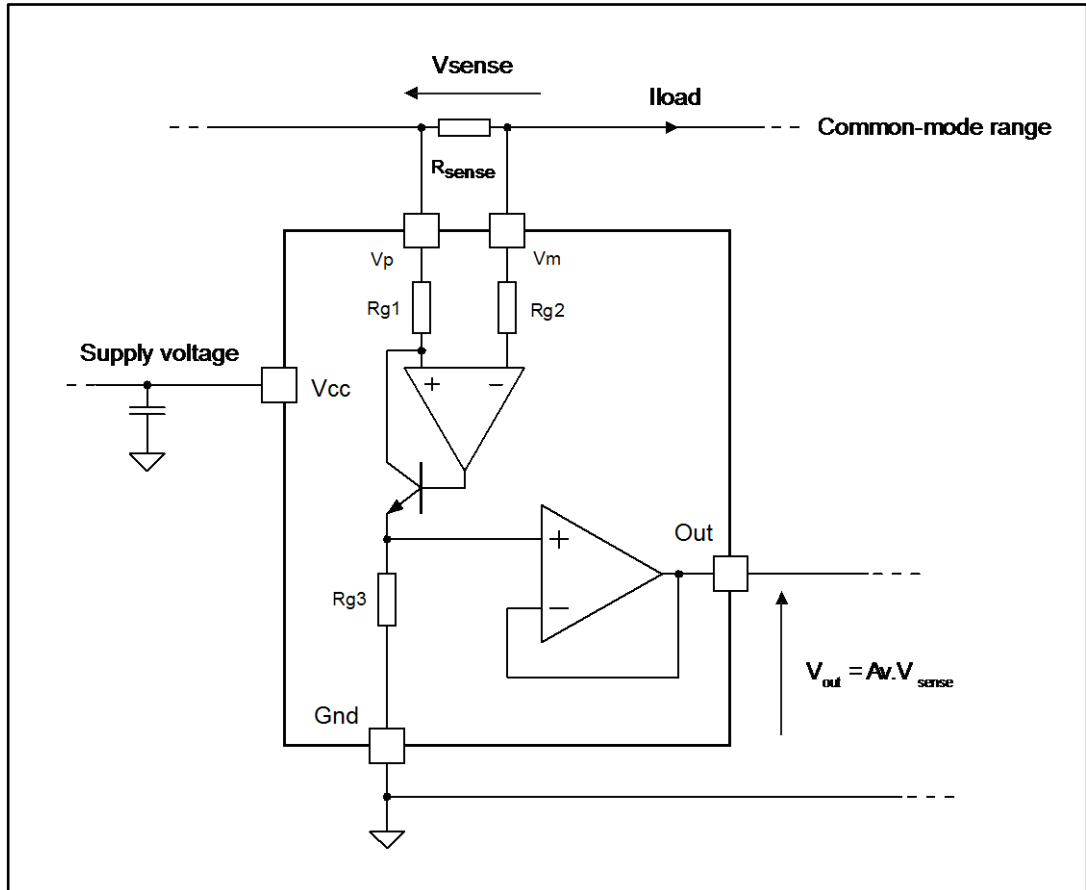 Vsense
Iload
Common-mode range
Rsense
Vp
Vm
Rg1
Rg2
Supply voltage
Vcc
+
−
Out
+
Rg3
−
Vout = Av.Vsense
Gnd